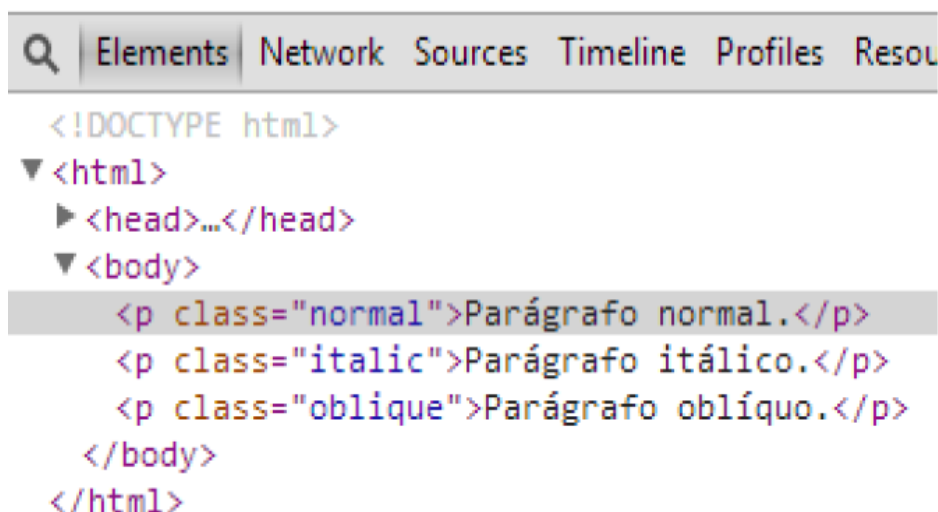 Elements Network Sources Timeline Profiles Resou
<!DOCTYPE html>
▼<html>
▶<head>…</head>
▼<body>
<p class="normal">Parágrafo normal.</p>
<p class="italic">Parágrafo itálico.</p>
<p class="oblique">Parágrafo oblíquo.</p>
</body>
</html>